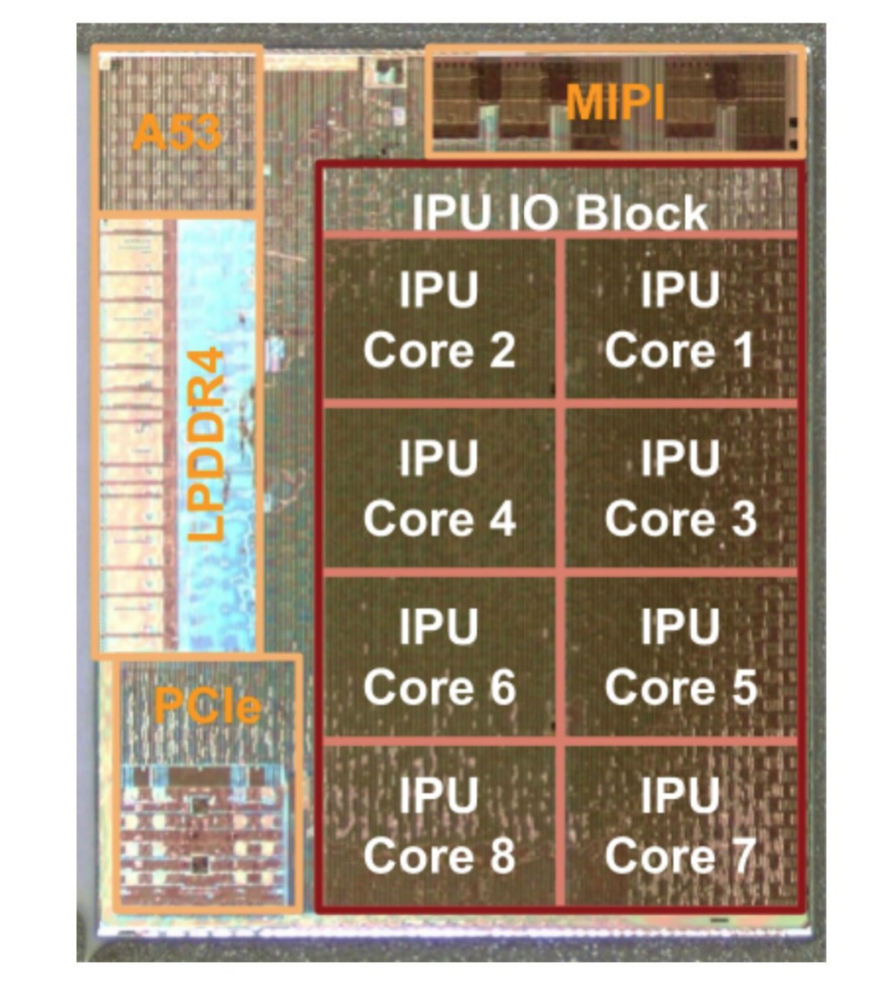 A53
MIPI
IPU IO Block
IPU
Core 2
IPU
Core 1
LPDDR4
IPU
Core 4
IPU
Core 3
IPU
Core 6
IPU
Core 5
PCIe
IPU
Core 8
IPU
Core 7